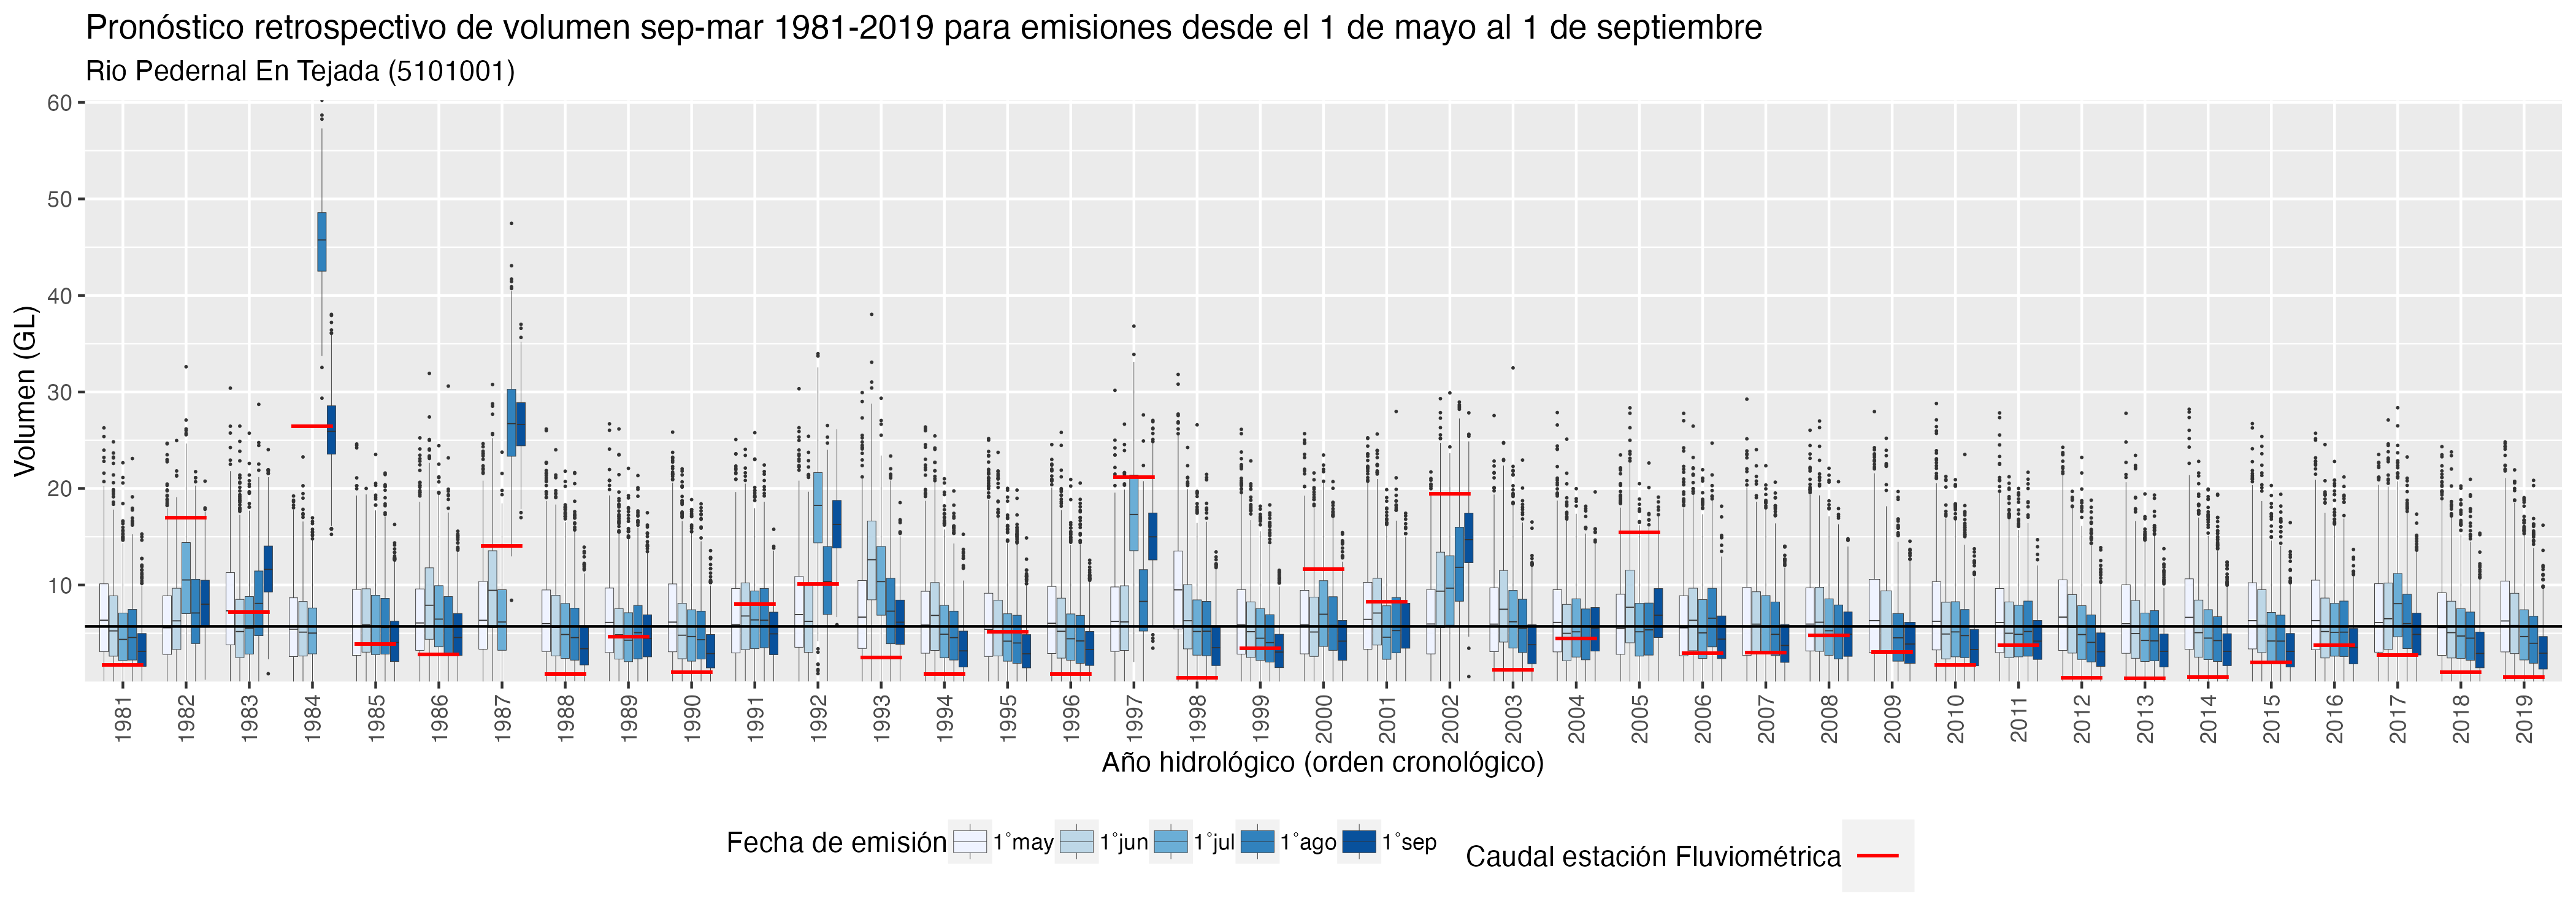 Pronóstico retrospectivo de volumen sep-mar 1981-2019 para emisiones desde el 1 de mayo al 1 de septiembre
Rio Pedernal En Tejada (5101001)
Volumen (GL)
60
50
40
30
20
10
1981 1982 1983 1984 1985 1986 1987 1988 1989 1990 1991 1992 1993 1994 1995 1996 1997 1998 1999 2000 2001 2002 2003 2004 2005 2006 2007 2008 2009 2010 2011 2012 2013 2014 2015 2016 2017 2018 2019
Año hidrológico (orden cronológico)
Fecha de emisión 1°may 1°jun 1°jul 1°ago 1°sep Caudal estación Fluviométrica